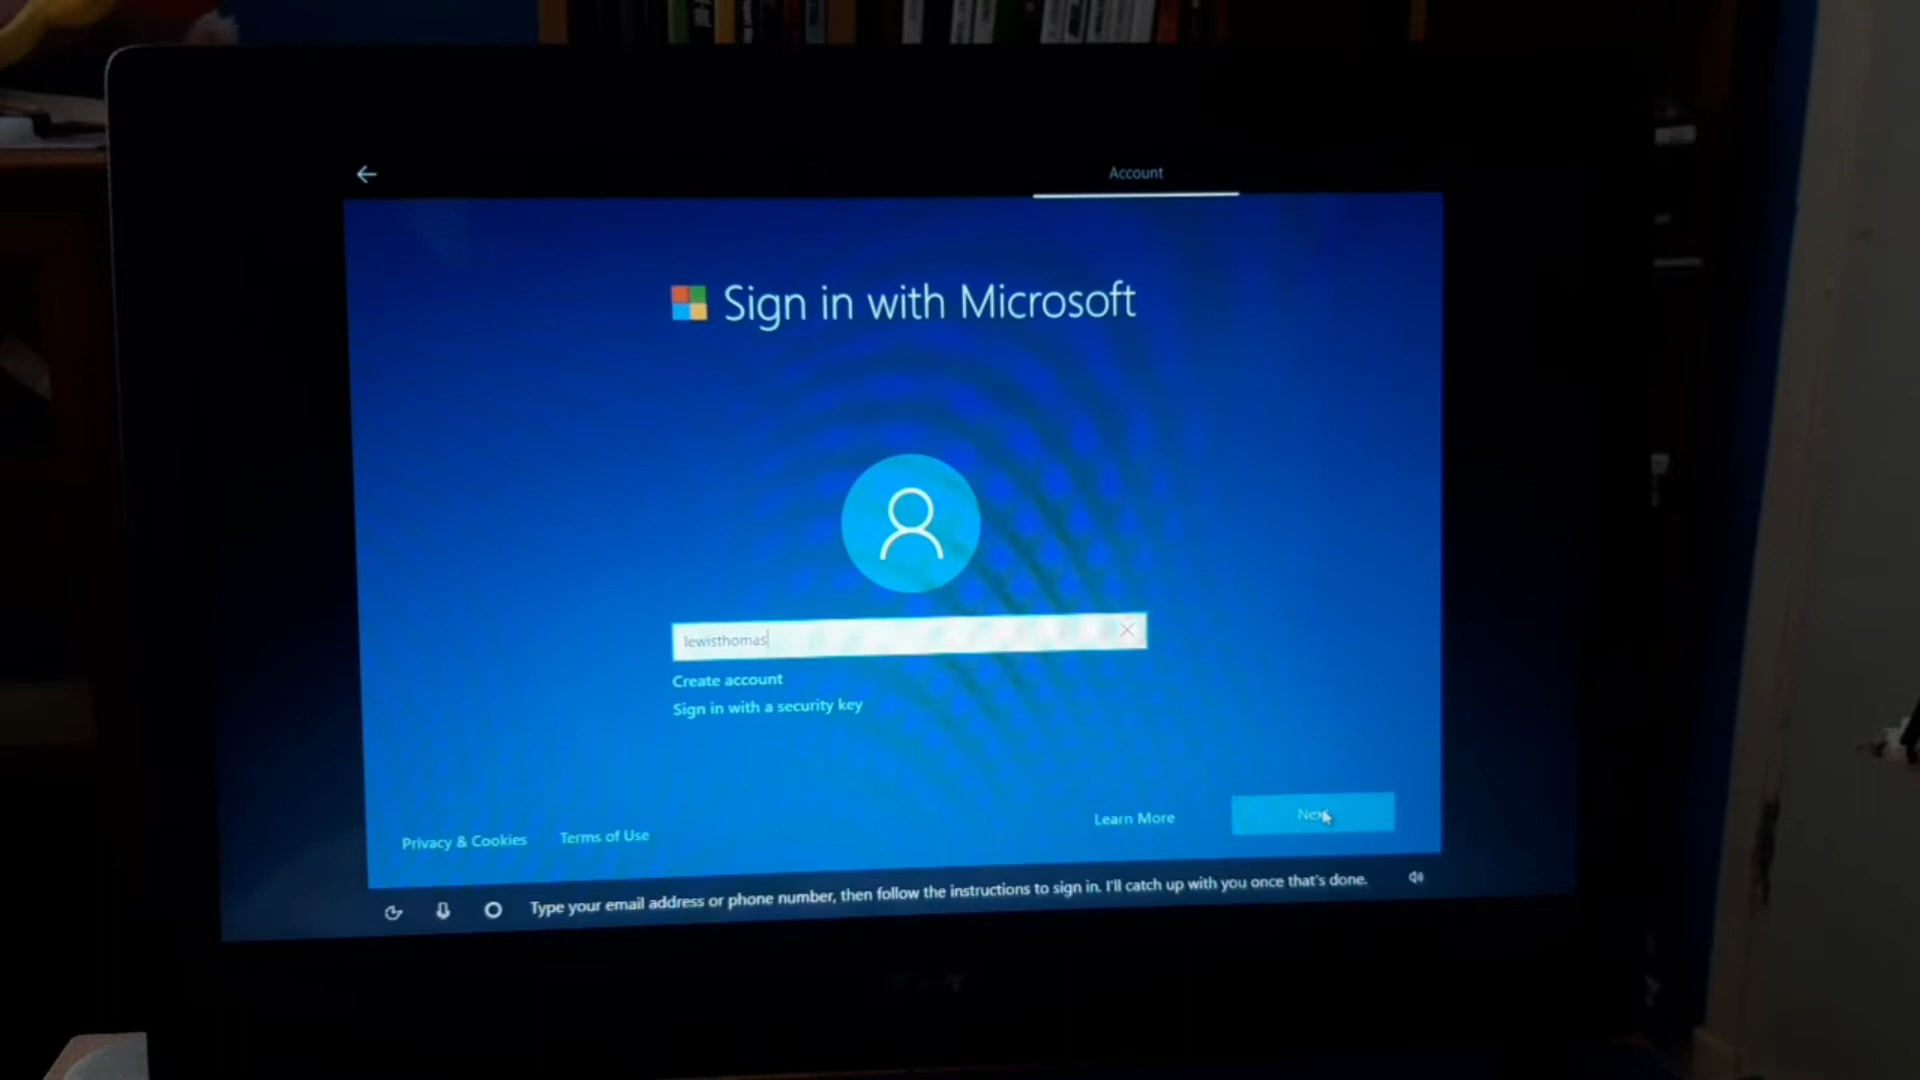 Account
Sign in with Microsoft
lewisthomas
Create account
Sign in with a security key
Learn More
Next
Privacy & Cookies
Terms of Use
Type your email address or phone number, then follow the instructions to sign in. I'll catch up with you once that's done.